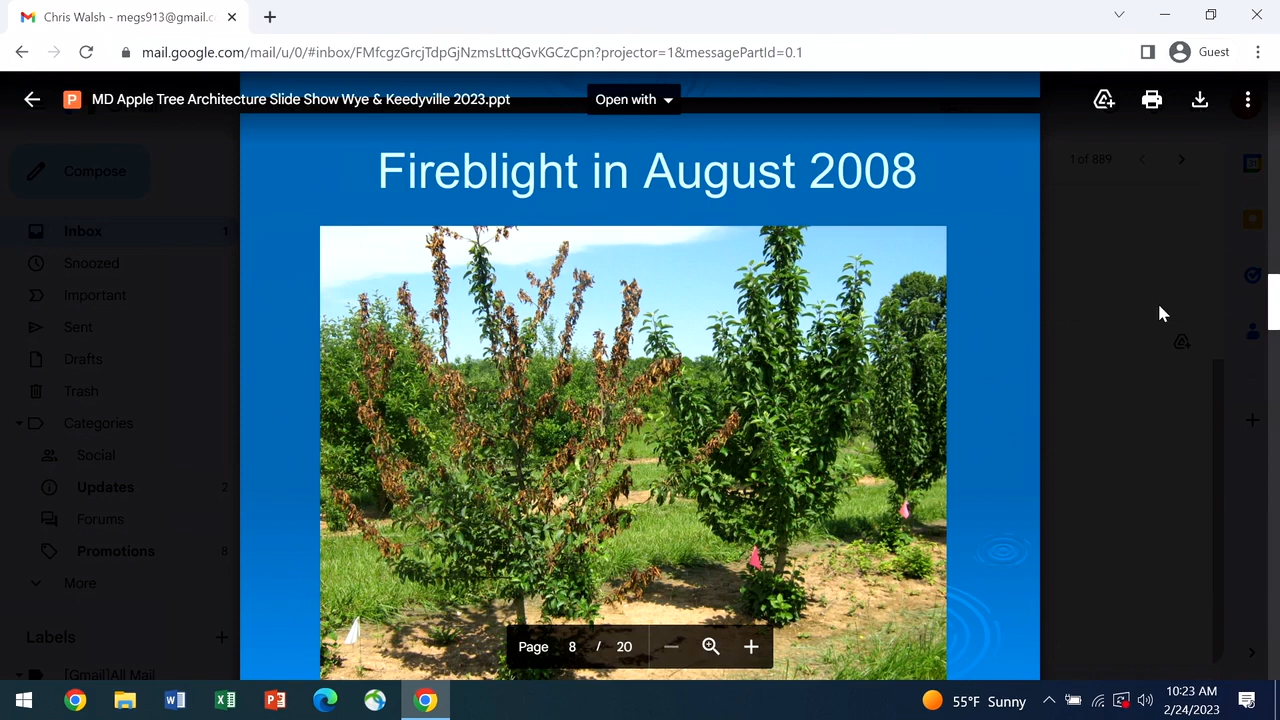 Chris Walsh - megs913@gmail.c
mail.google.com/mail/u/0/#inbox/FMfcgzGrcjTdpGjNzmsLttQGvKGCzCpn?projector=1&messagePartId=0.1
Guest
P
MD Apple Tree Architecture Slide Show Wye & Keedyville 2023.ppt
Open with
Compose
1 of 889
Inbox 1
Snoozed
Important
Sent
Drafts
Trash
Categories
Social
Updates 2
Forums
Promotions 8
More
Labels
[Gmail]All Mail
Fireblight in August 2008
Page 8 / 20
55°F Sunny
10:23 AM
2/24/2023